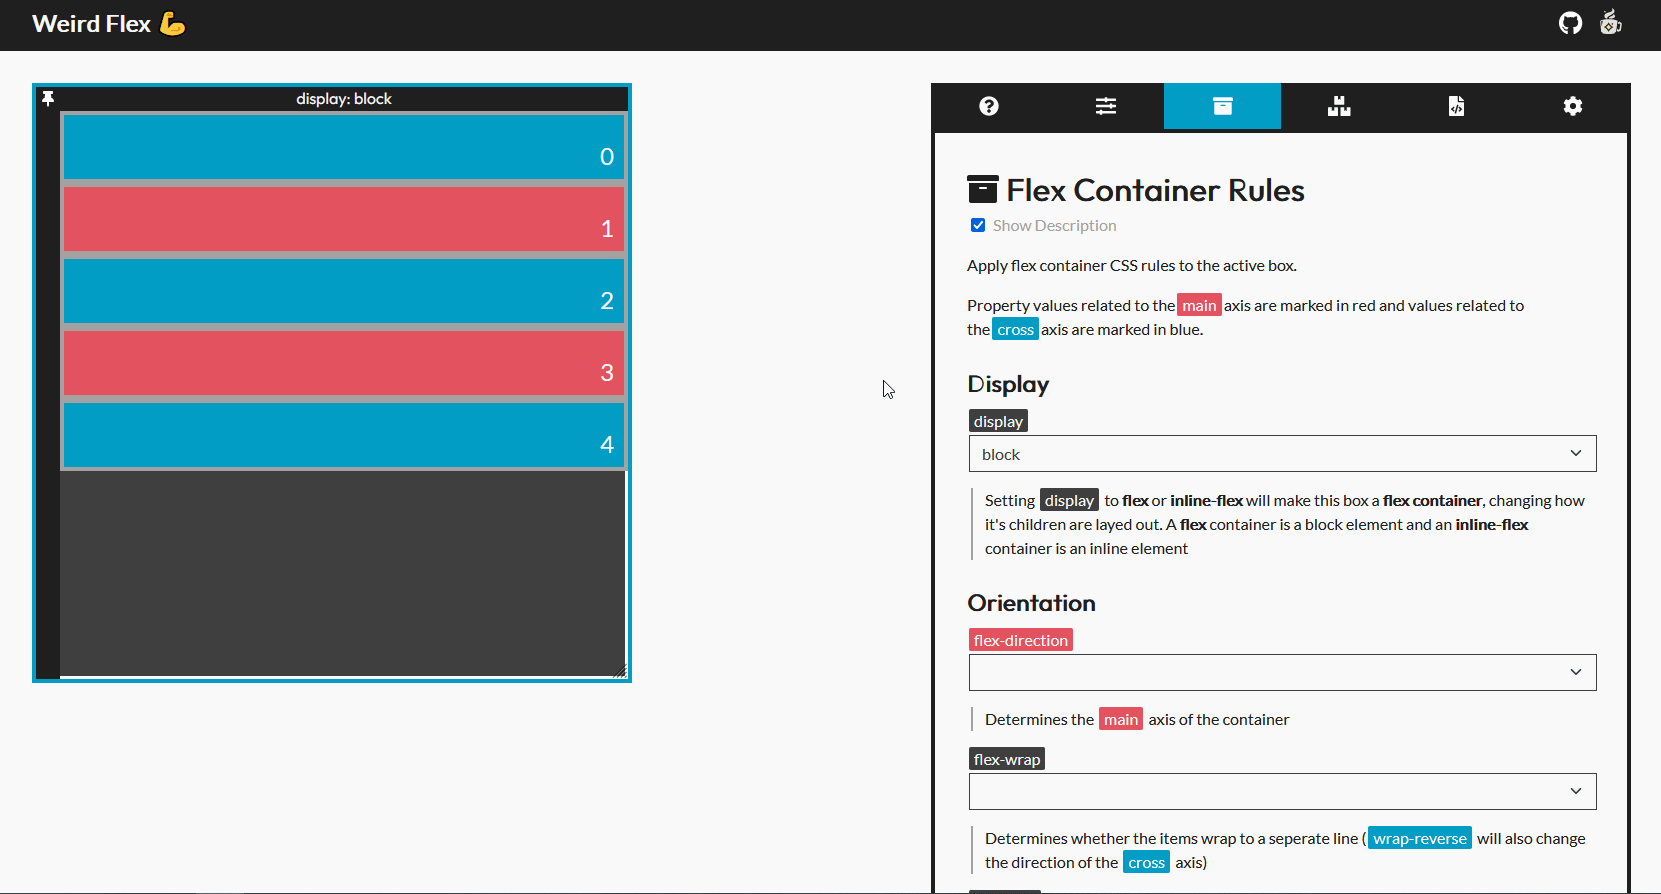 Weird Flex 💪
display: block
0
1
2
3
4
Flex Container Rules
Show Description
Apply flex container CSS rules to the active box.
Property values related to the main axis are marked in red and values related to
the cross axis are marked in blue.
Display
display
block
Setting display to flex or inline-flex will make this box a flex container, changing how
it's children are layed out. A flex container is a block element and an inline-flex
container is an inline element
Orientation
flex-direction
Determines the main axis of the container
flex-wrap
Determines whether the items wrap to a seperate line ( wrap-reverse will also change
the direction of the cross axis)